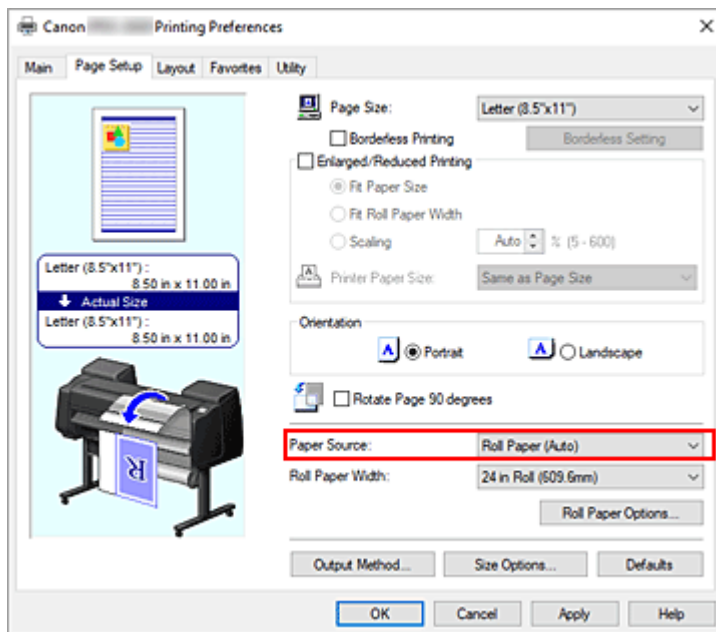 Canon Printing Preferences
Main Page Setup Layout Favorites Utility
Page Size: Letter (8.5"x11")
Borderless Printing Borderless Setting
Enlarged/Reduced Printing
Fit Paper Size
Fit Roll Paper Width
Scaling Auto % (5 - 600)
Printer Paper Size: Same as Page Size
Letter (8.5"x11") :
8.50 in x 11.00 in
Actual Size
Letter (8.5"x11") :
8.50 in x 11.00 in
Orientation
A Portrait A Landscape
Rotate Page 90 degrees
R
Paper Source: Roll Paper (Auto)
Roll Paper Width: 24 in Roll (609.6mm)
Roll Paper Options...
Output Method... Size Options... Defaults
OK Cancel Apply Help